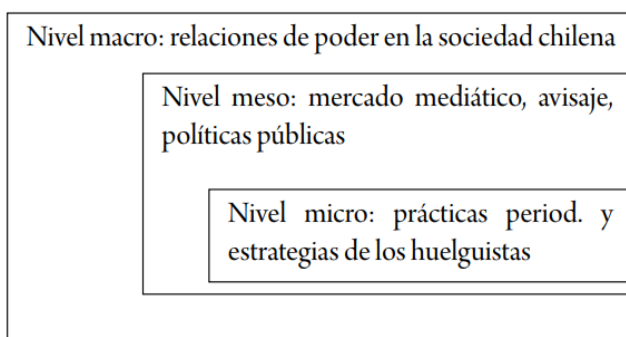 Nivel macro: relaciones de poder en la sociedad chilena
Nivel meso: mercado mediático, avisaje,
políticas públicas
Nivel micro: prácticas period. y
estrategias de los huelguistas